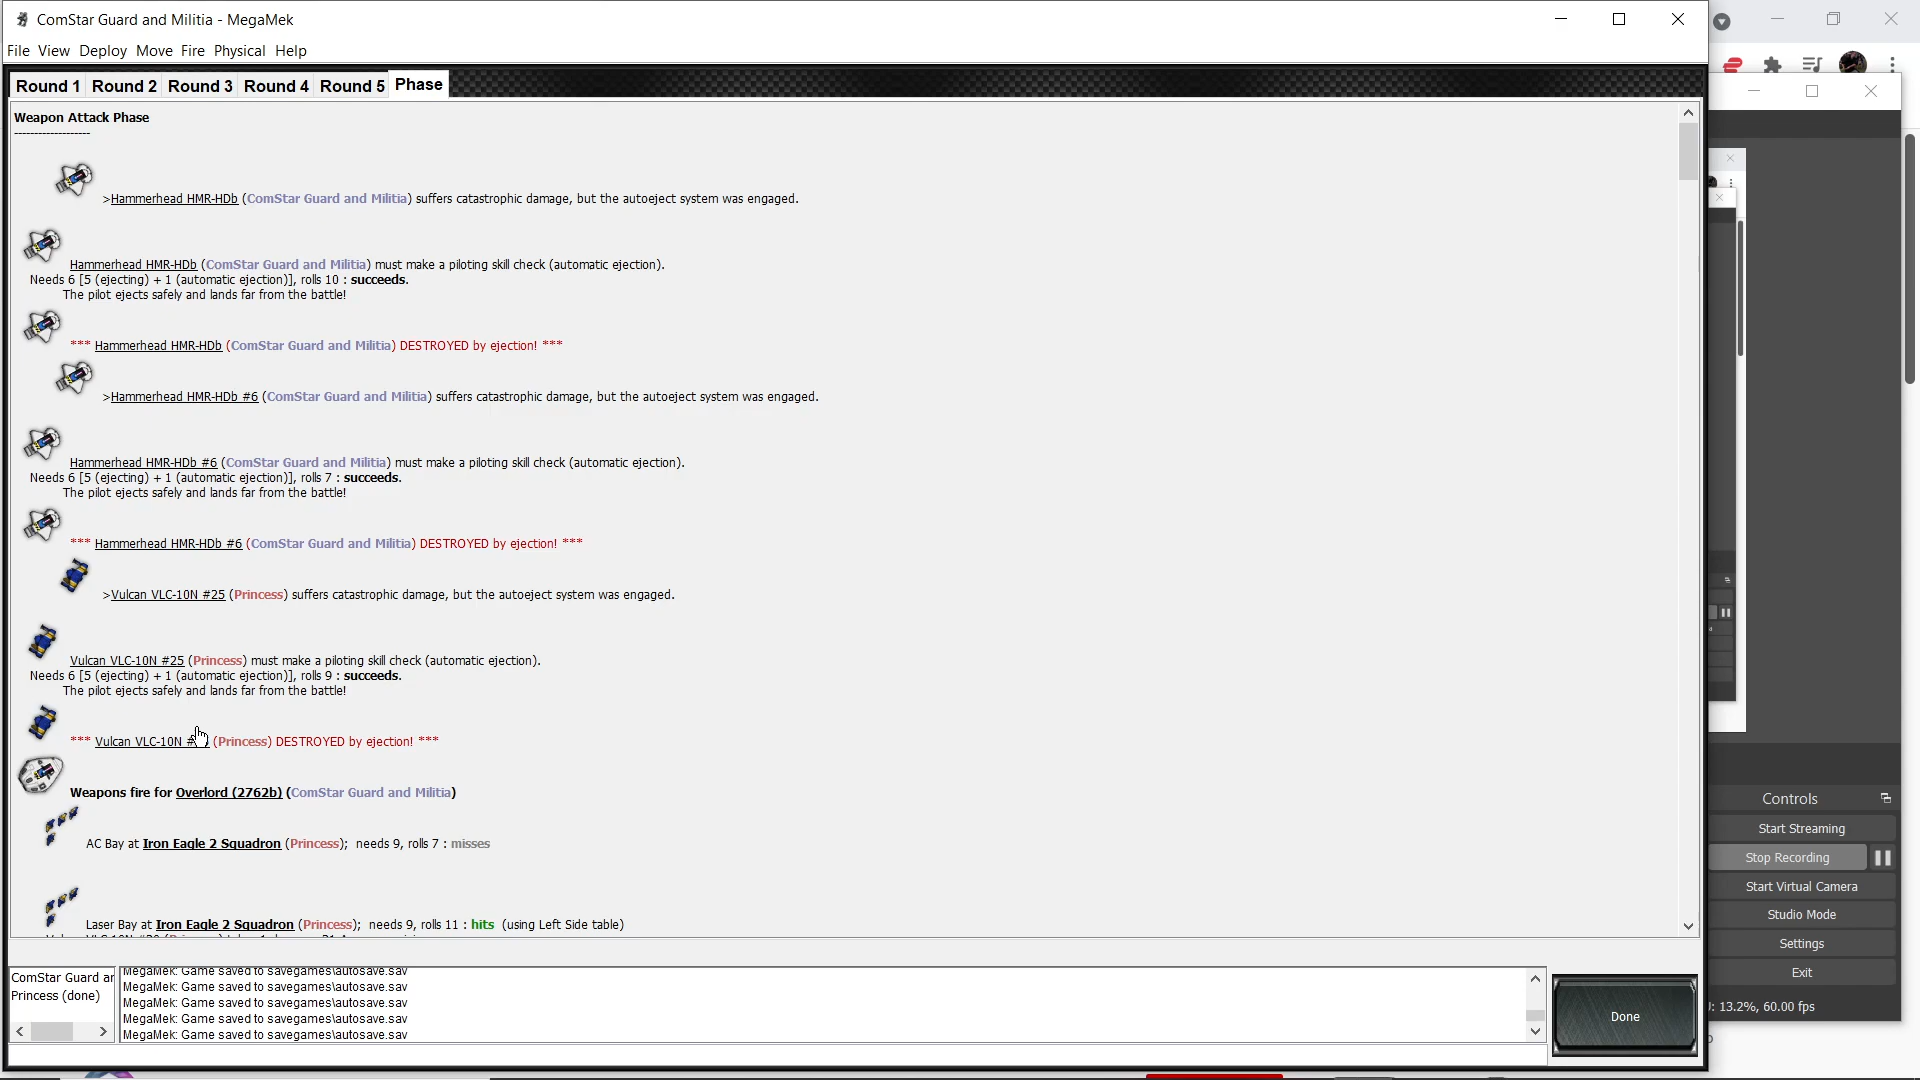 ComStar Guard and Militia - MegaMek
File View Deploy Move Fire Physical Help
Round 1 Round 2 Round 3 Round 4 Round 5 Phase
Weapon Attack Phase
-------------------
>Hammerhead HMR-HDb (ComStar Guard and Militia) suffers catastrophic damage, but the autoeject system was engaged.
Hammerhead HMR-HDb (ComStar Guard and Militia) must make a piloting skill check (automatic ejection).
Needs 6 [5 (ejecting) + 1 (automatic ejection)], rolls 10 : succeeds.
The pilot ejects safely and lands far from the battle!
*** Hammerhead HMR-HDb (ComStar Guard and Militia) DESTROYED by ejection! ***
>Hammerhead HMR-HDb #6 (ComStar Guard and Militia) suffers catastrophic damage, but the autoeject system was engaged.
Hammerhead HMR-HDb #6 (ComStar Guard and Militia) must make a piloting skill check (automatic ejection).
Needs 6 [5 (ejecting) + 1 (automatic ejection)], rolls 7 : succeeds.
The pilot ejects safely and lands far from the battle!
*** Hammerhead HMR-HDb #6 (ComStar Guard and Militia) DESTROYED by ejection! ***
>Vulcan VLC-10N #25 (Princess) suffers catastrophic damage, but the autoeject system was engaged.
Vulcan VLC-10N #25 (Princess) must make a piloting skill check (automatic ejection).
Needs 6 [5 (ejecting) + 1 (automatic ejection)], rolls 9 : succeeds.
The pilot ejects safely and lands far from the battle!
*** Vulcan VLC-10N (Princess) DESTROYED by ejection! ***
Weapons fire for Overlord (2762b) (ComStar Guard and Militia)
AC Bay at Iron Eagle 2 Squadron (Princess); needs 9, rolls 7 : misses
Laser Bay at Iron Eagle 2 Squadron (Princess); needs 9, rolls 11 : hits (using Left Side table)
ComStar Guard ar
Princess (done)
MegaMek: Game saved to savegames\autosave.sav
MegaMek: Game saved to savegames\autosave.sav
MegaMek: Game saved to savegames\autosave.sav
MegaMek: Game saved to savegames\autosave.sav
MegaMek: Game saved to savegames\autosave.sav
Done
Controls
Start Streaming
Stop Recording
Start Virtual Camera
Studio Mode
Settings
Exit
: 13.2%, 60.00 fps